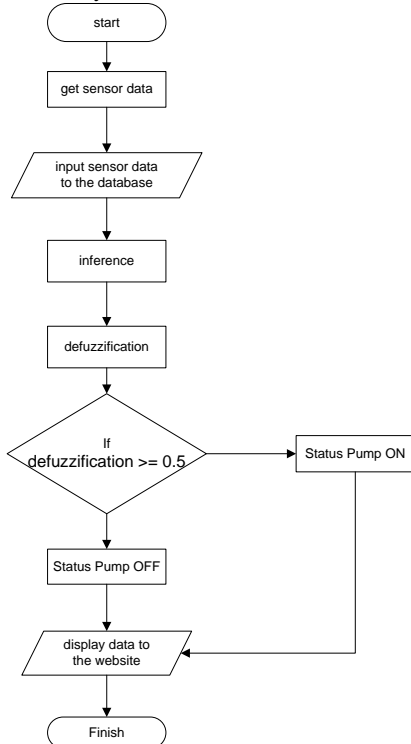 start
get sensor data
input sensor data
to the database
inference
defuzzification
If
defuzzification >= 0.5
Status Pump ON
Status Pump OFF
display data to
the website
Finish